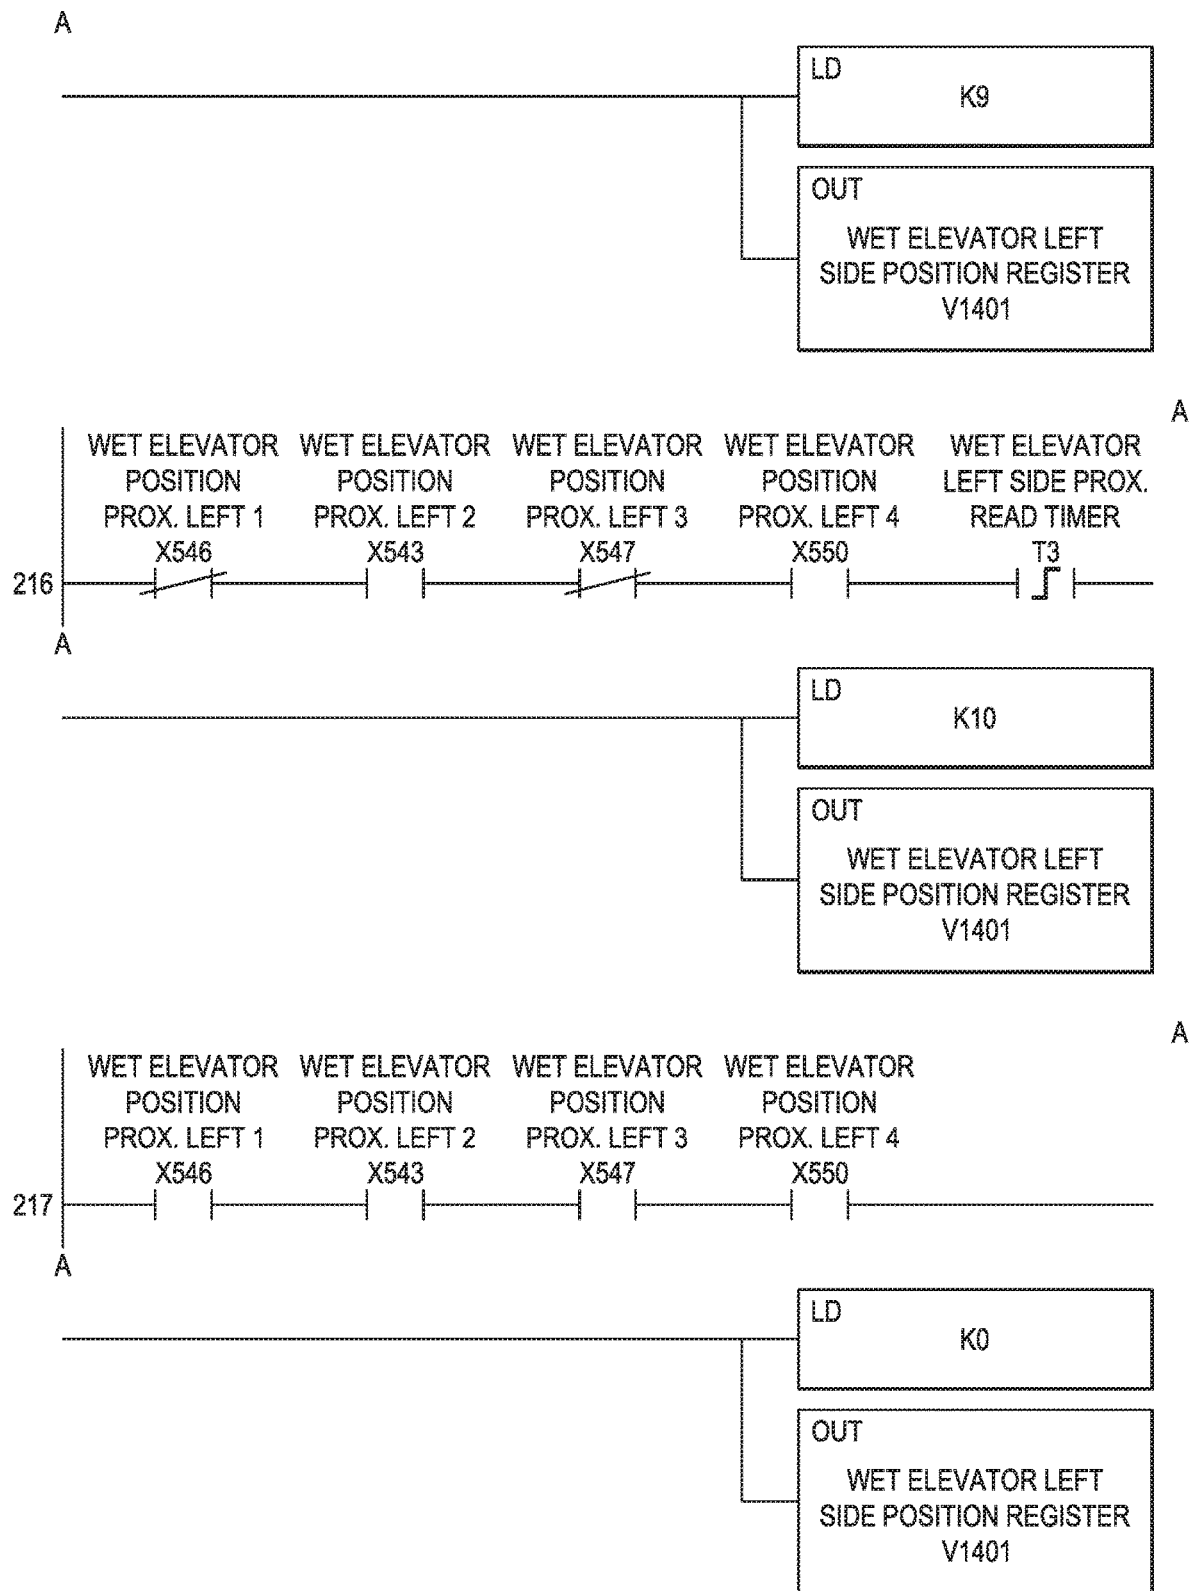 A
LD
K9
OUT
WET ELEVATOR LEFT
SIDE POSITION REGISTER
V1401
A
WET ELEVATOR WET ELEVATOR WET ELEVATOR WET ELEVATOR WET ELEVATOR
POSITION POSITION POSITION POSITION LEFT SIDE PROX.
PROX. LEFT 1 PROX. LEFT 2 PROX. LEFT 3 PROX. LEFT 4 READ TIMER
X546 X543 X547 X550 T3
216
A
LD
K10
OUT
WET ELEVATOR LEFT
SIDE POSITION REGISTER
V1401
A
WET ELEVATOR WET ELEVATOR WET ELEVATOR WET ELEVATOR
POSITION POSITION POSITION POSITION
PROX. LEFT 1 PROX. LEFT 2 PROX. LEFT 3 PROX. LEFT 4
X546 X543 X547 X550
217
A
LD
K0
OUT
WET ELEVATOR LEFT
SIDE POSITION REGISTER
V1401